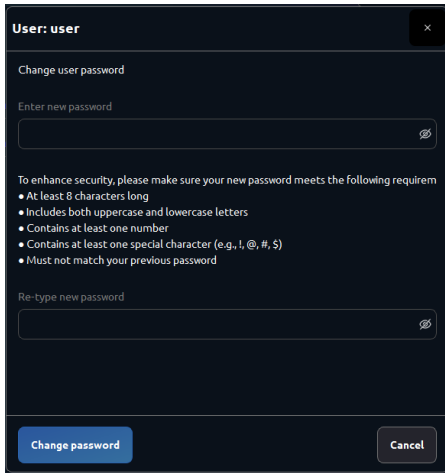 User: user
×
Change user password
Enter new password
To enhance security, please make sure your new password meets the following requirem
● At least 8 characters long
● Includes both uppercase and lowercase letters
● Contains at least one number
● Contains at least one special character (e.g., !, @, #, $)
● Must not match your previous password
Re-type new password
Change password
Cancel